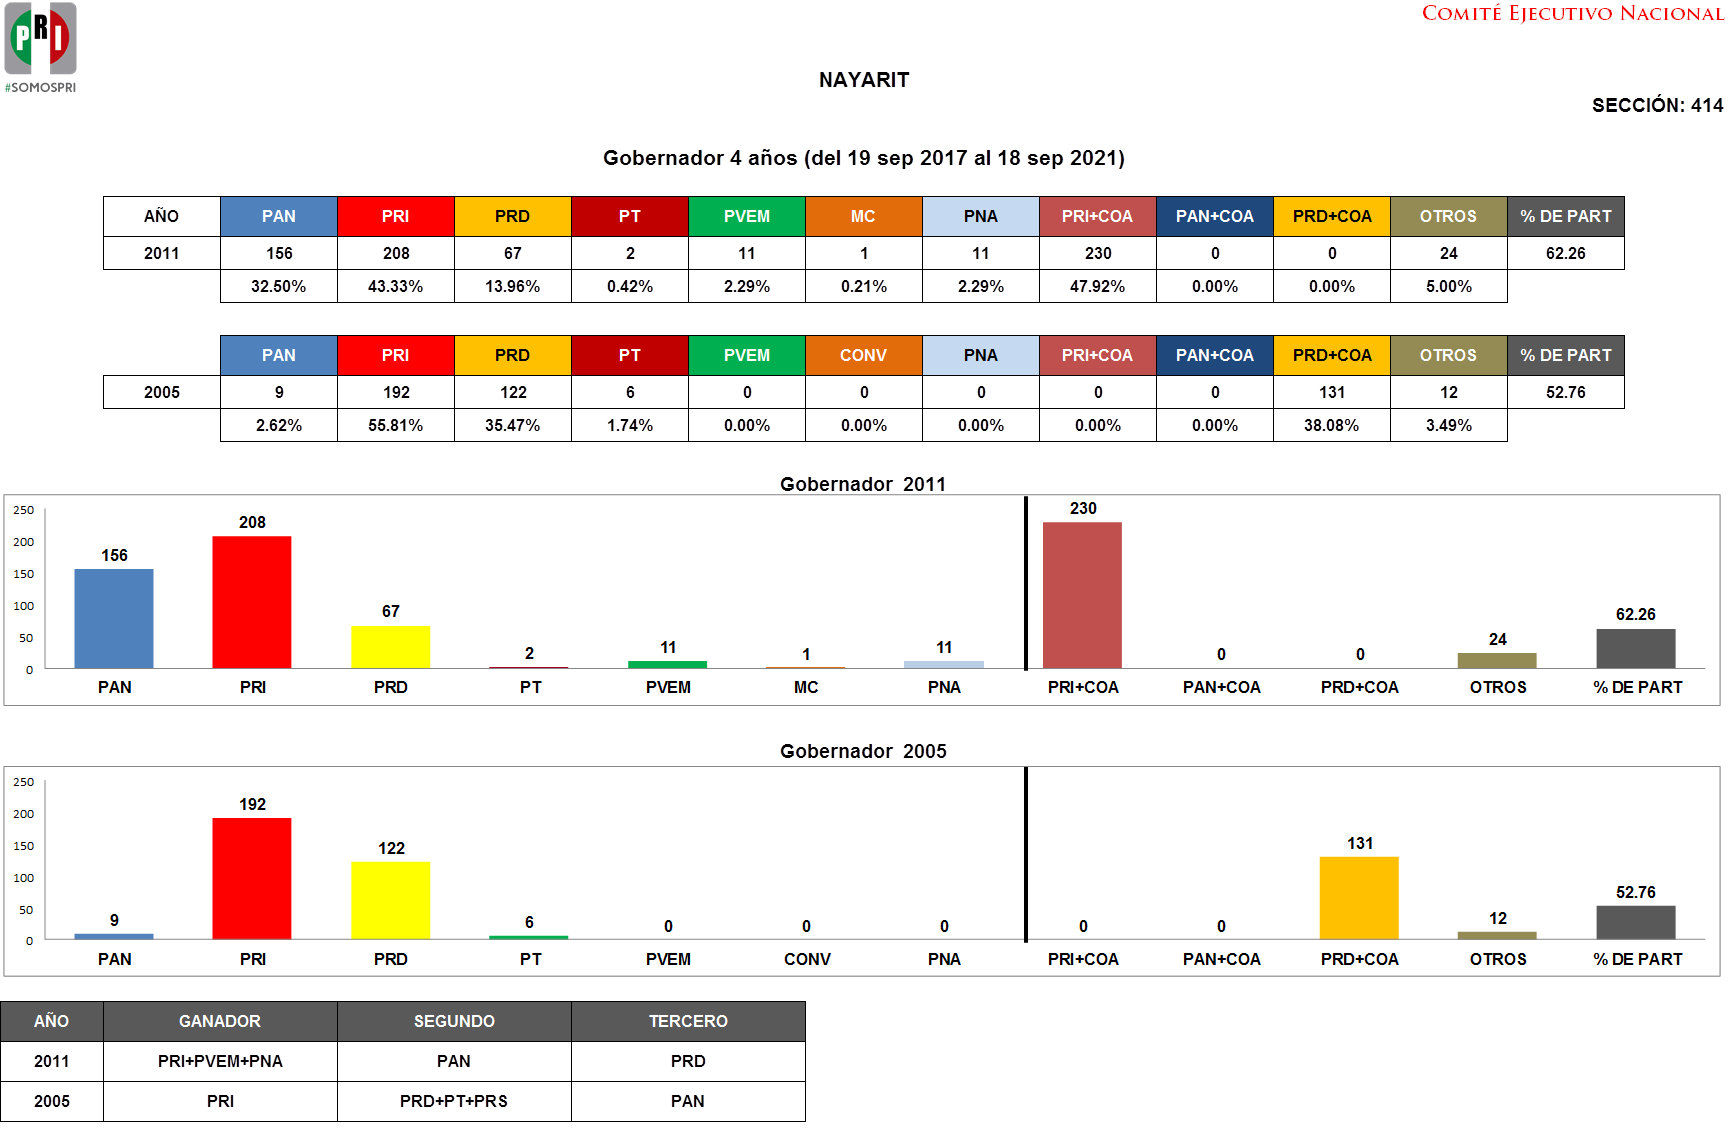 PRI
#SOMOSPRI
COMITÉ EJECUTIVO NACIONAL
NAYARIT
SECCIÓN: 414
Gobernador 4 años (del 19 sep 2017 al 18 sep 2021)
AÑO PAN PRI PRD PT PVEM MC PNA PRI+COA PAN+COA PRD+COA OTROS % DE PART
2011 156 208 67 2 11 1 11 230 0 0 24 62.26
32.50% 43.33% 13.96% 0.42% 2.29% 0.21% 2.29% 47.92% 0.00% 0.00% 5.00%
PAN PRI PRD PT PVEM CONV PNA PRI+COA PAN+COA PRD+COA OTROS % DE PART
2005 9 192 122 6 0 0 0 0 0 131 12 52.76
2.62% 55.81% 35.47% 1.74% 0.00% 0.00% 0.00% 0.00% 0.00% 38.08% 3.49%
Gobernador 2011
250
200
150
100
50
0
156 208 67 2 11 1 11 230 0 0 24 62.26
PAN PRI PRD PT PVEM MC PNA PRI+COA PAN+COA PRD+COA OTROS % DE PART
Gobernador 2005
250
200
150
100
50
0
9 192 122 6 0 0 0 0 0 131 12 52.76
PAN PRI PRD PT PVEM CONV PNA PRI+COA PAN+COA PRD+COA OTROS % DE PART
AÑO GANADOR SEGUNDO TERCERO
2011 PRI+PVEM+PNA PAN PRD
2005 PRI PRD+PT+PRS PAN